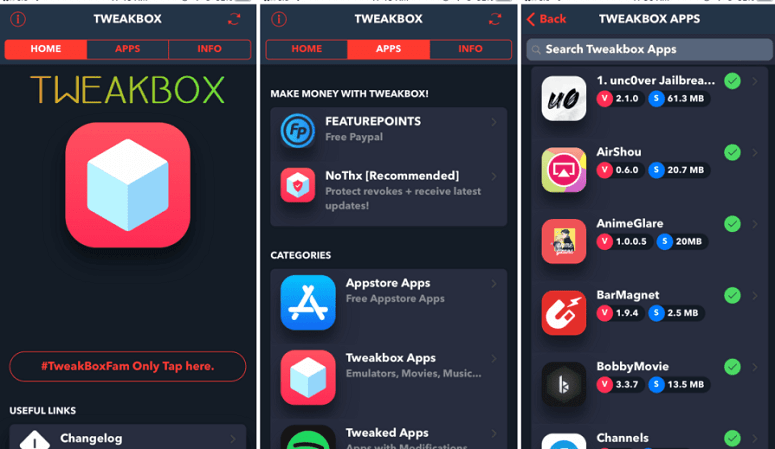 TWEAKBOX
HOME
APPS
INFO
TWEAKBOX
#TweakBoxFam Only Tap here.
USEFUL LINKS
Changelog
TWEAKBOX
HOME
APPS
INFO
MAKE MONEY WITH TWEAKBOX!
FEATUREPOINTS
Free Paypal
NoThx [Recommended]
Protect revokes + receive latest
updates!
CATEGORIES
Appstore Apps
Free Appstore Apps
Tweakbox Apps
Emulators, Movies, Music...
Tweaked Apps
Apps with Modifications
Back
TWEAKBOX APPS
Search Tweakbox Apps
1. unc0ver Jailbrea...
V 2.1.0 S 61.3 MB
AirShou
V 0.6.0 S 20.7 MB
AnimeGlare
V 1.0.0.5 S 20MB
BarMagnet
V 1.9.4 S 2.5 MB
BobbyMovie
V 3.3.7 S 13.5 MB
Channels